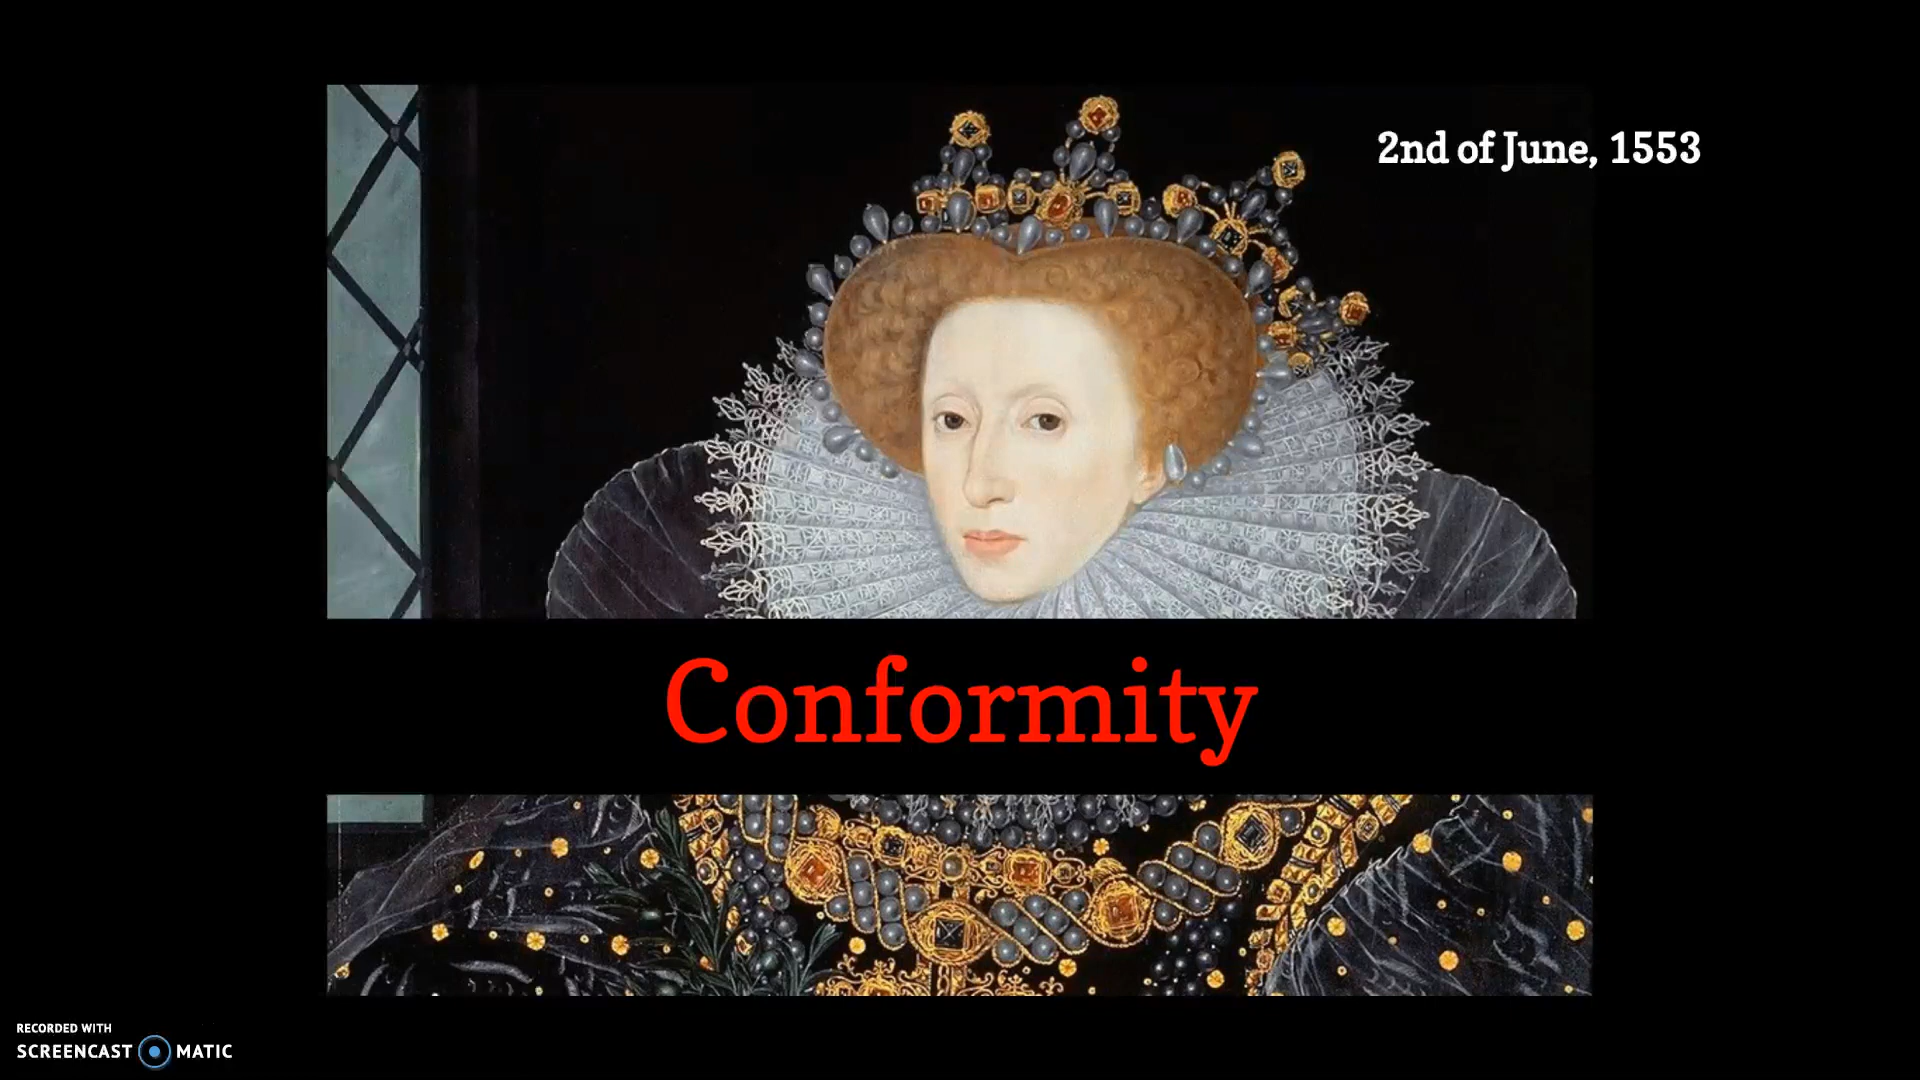 2nd of June, 1553
Conformity
RECORDED WITH
SCREENCAST MATIC